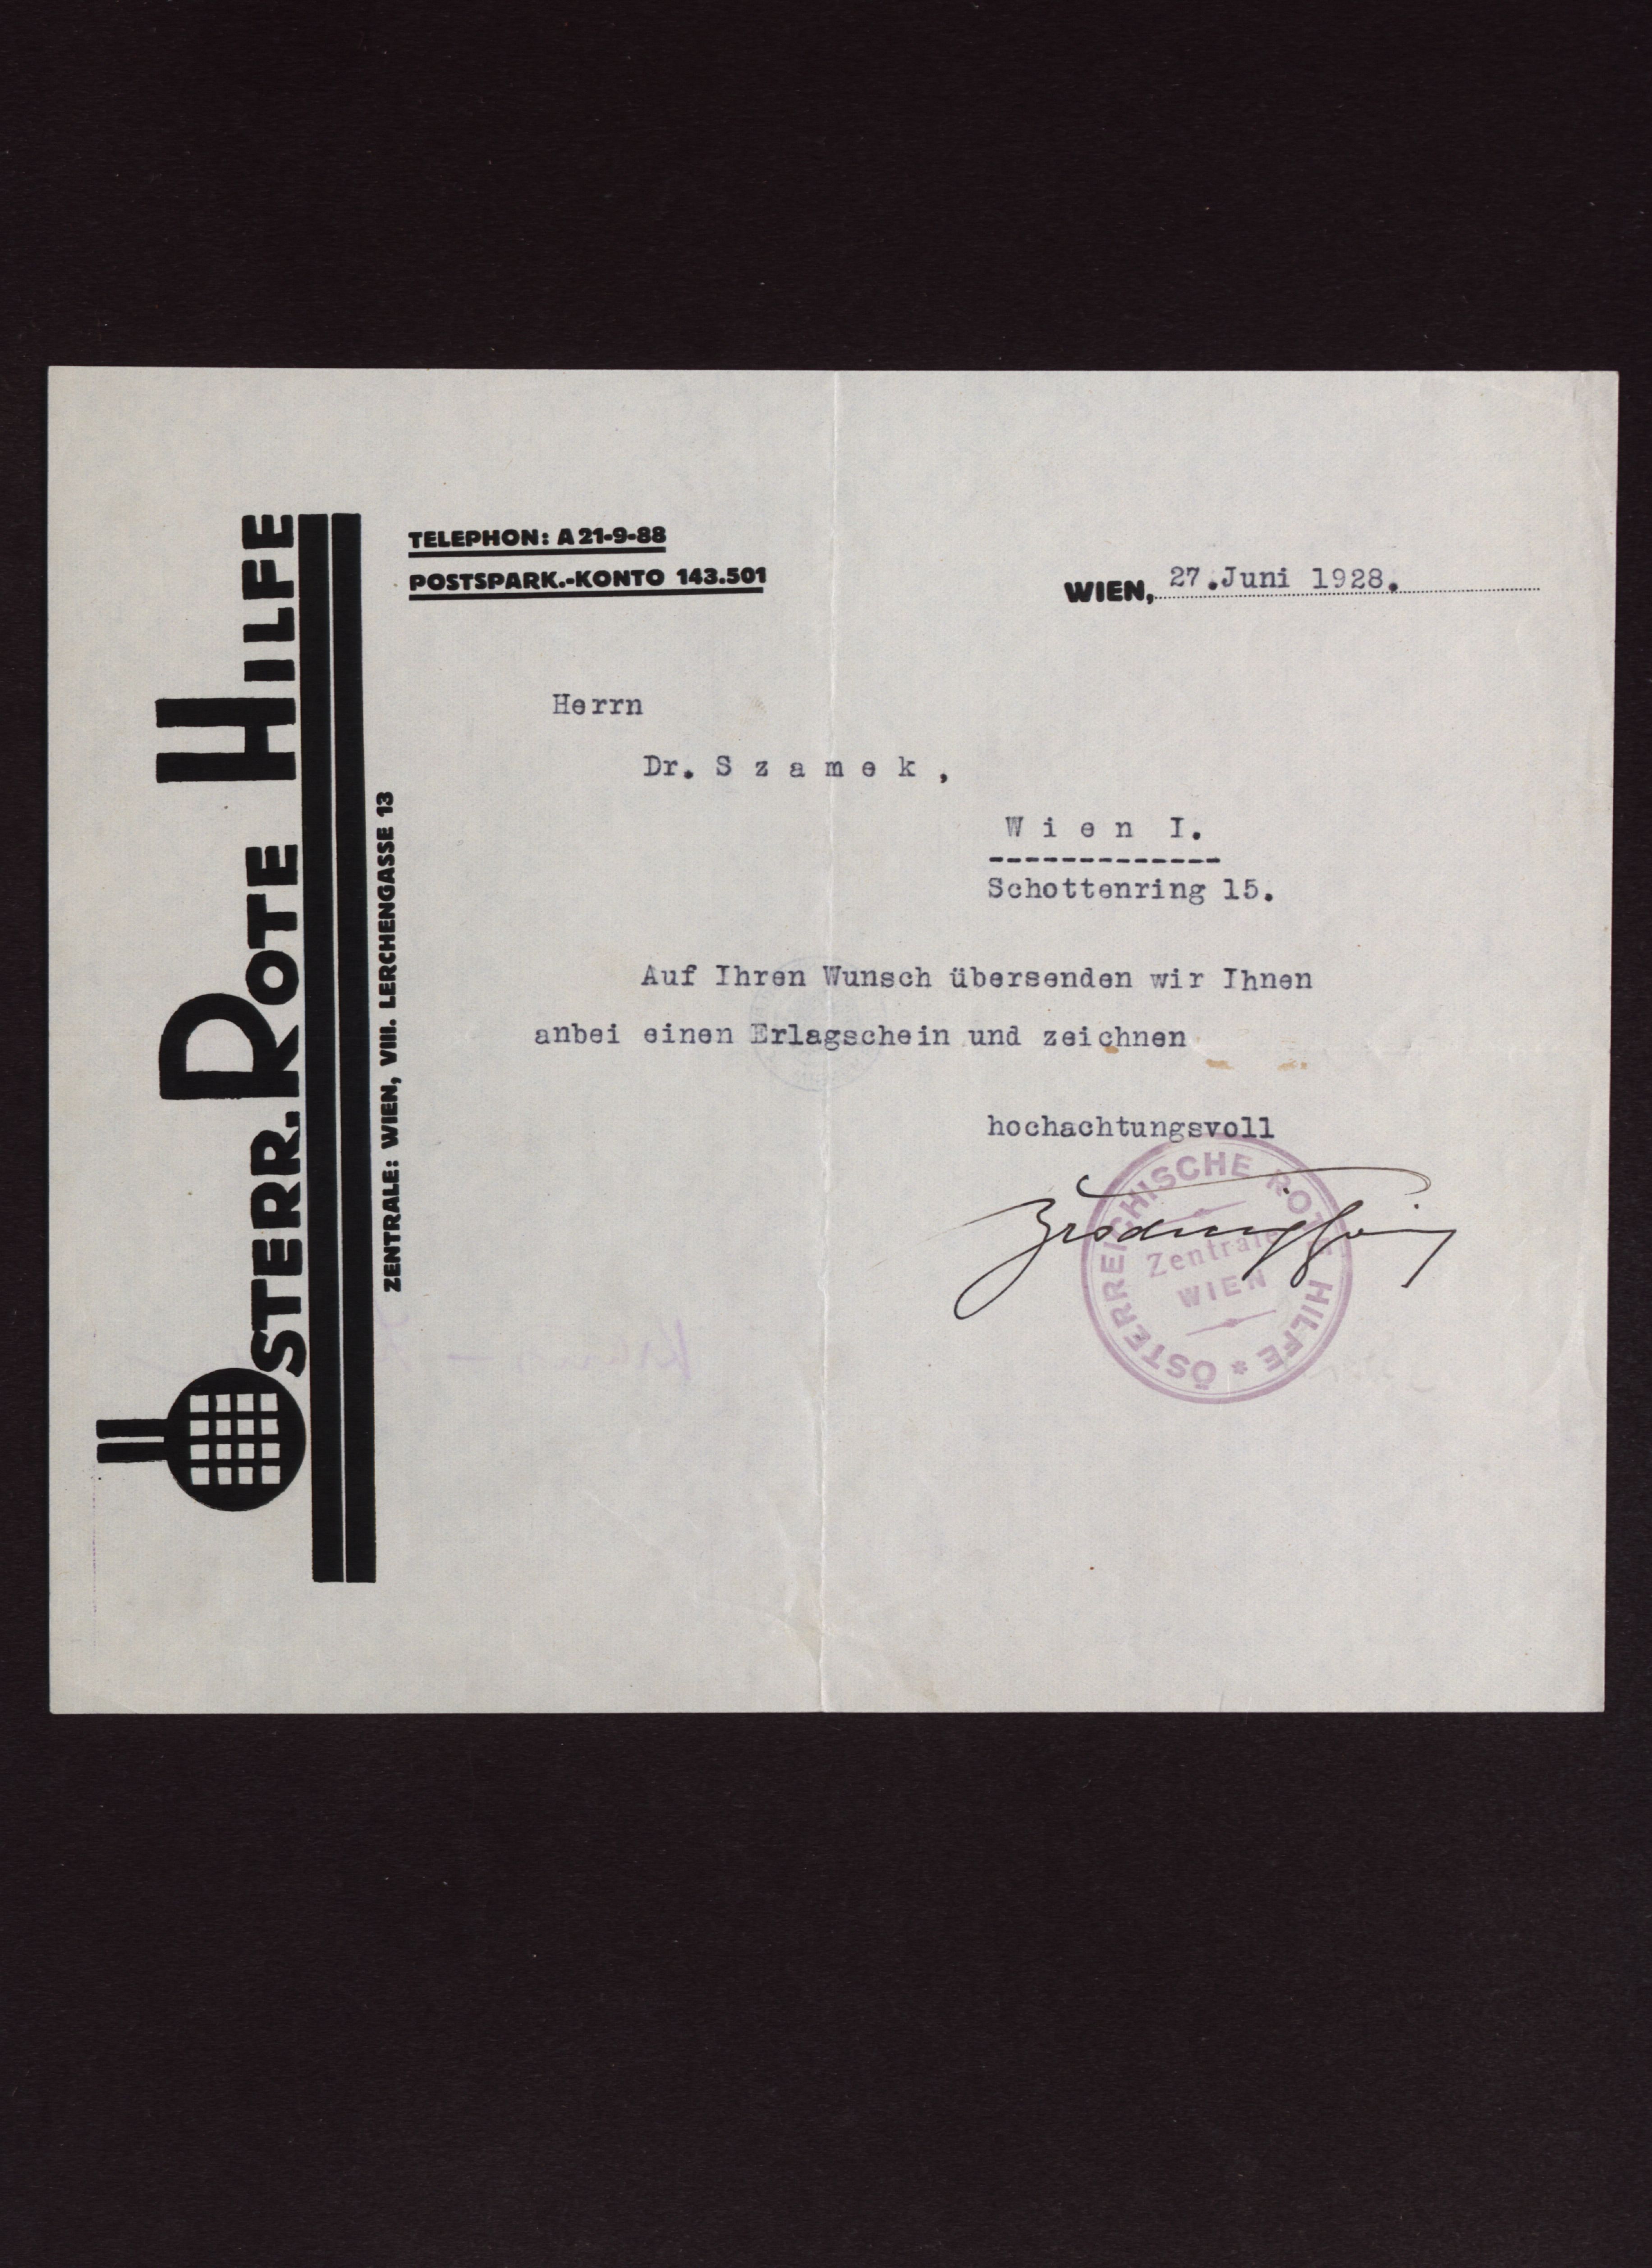 ÖSTERR. ROTE HILFE
ZENTRALE: WIEN, VIII. LERCHENGASSE 13
TELEPHON: A 21-9-88
POSTSPARK.-KONTO 143.501
WIEN, 27.Juni 1928.
Herrn
Dr. S z a m e k ,
W i e n I.
Schottenring 15.
Auf Ihren Wunsch übersenden wir Ihnen
anbei einen Erlagschein und zeichnen
hochachtungsvoll
ÖSTERREICHISCHE ROTE HILFE *
Zentrale
WIEN